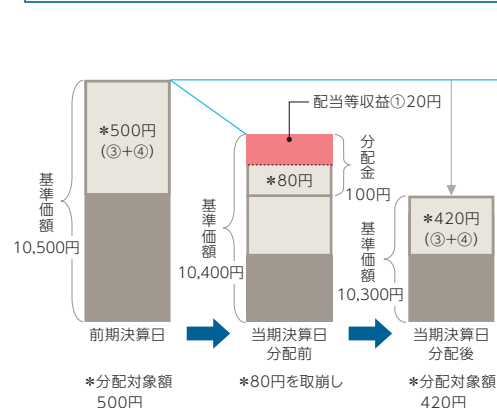 配当等収益①20円
*500円
(③+④)
分配金
100円
*80円
基準価額
10,500円
基準価額
10,400円
*420円
(③+④)
基準価額
10,300円
前期決算日
当期決算日
分配前
当期決算日
分配後
*分配対象額
500円
*80円を取崩し
*分配対象額
420円